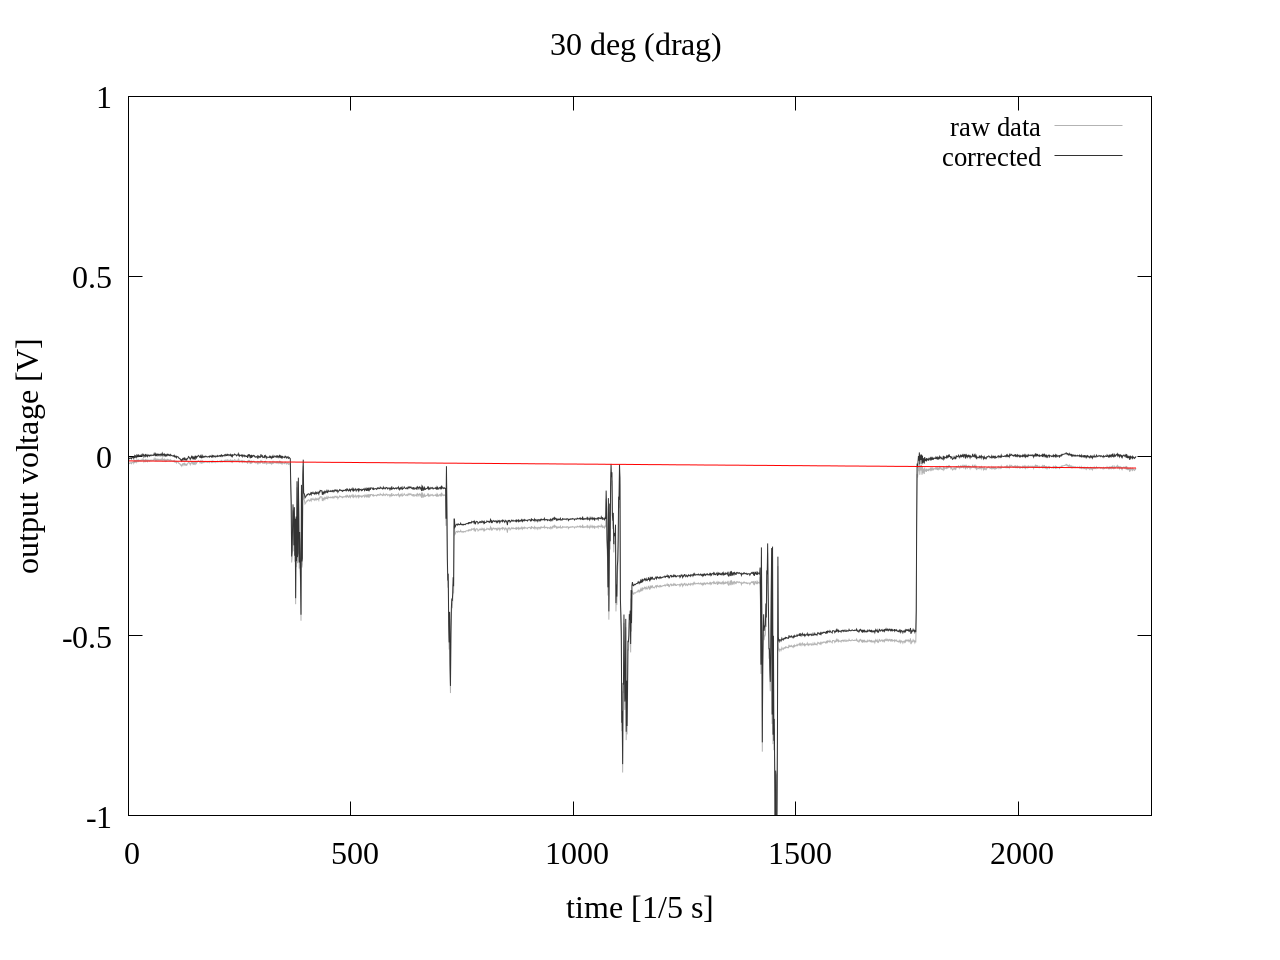 30 deg (drag)
raw data
corrected
1
0.5
0
-0.5
-1
output voltage [V]
0 500 1000 1500 2000
time [1/5 s]